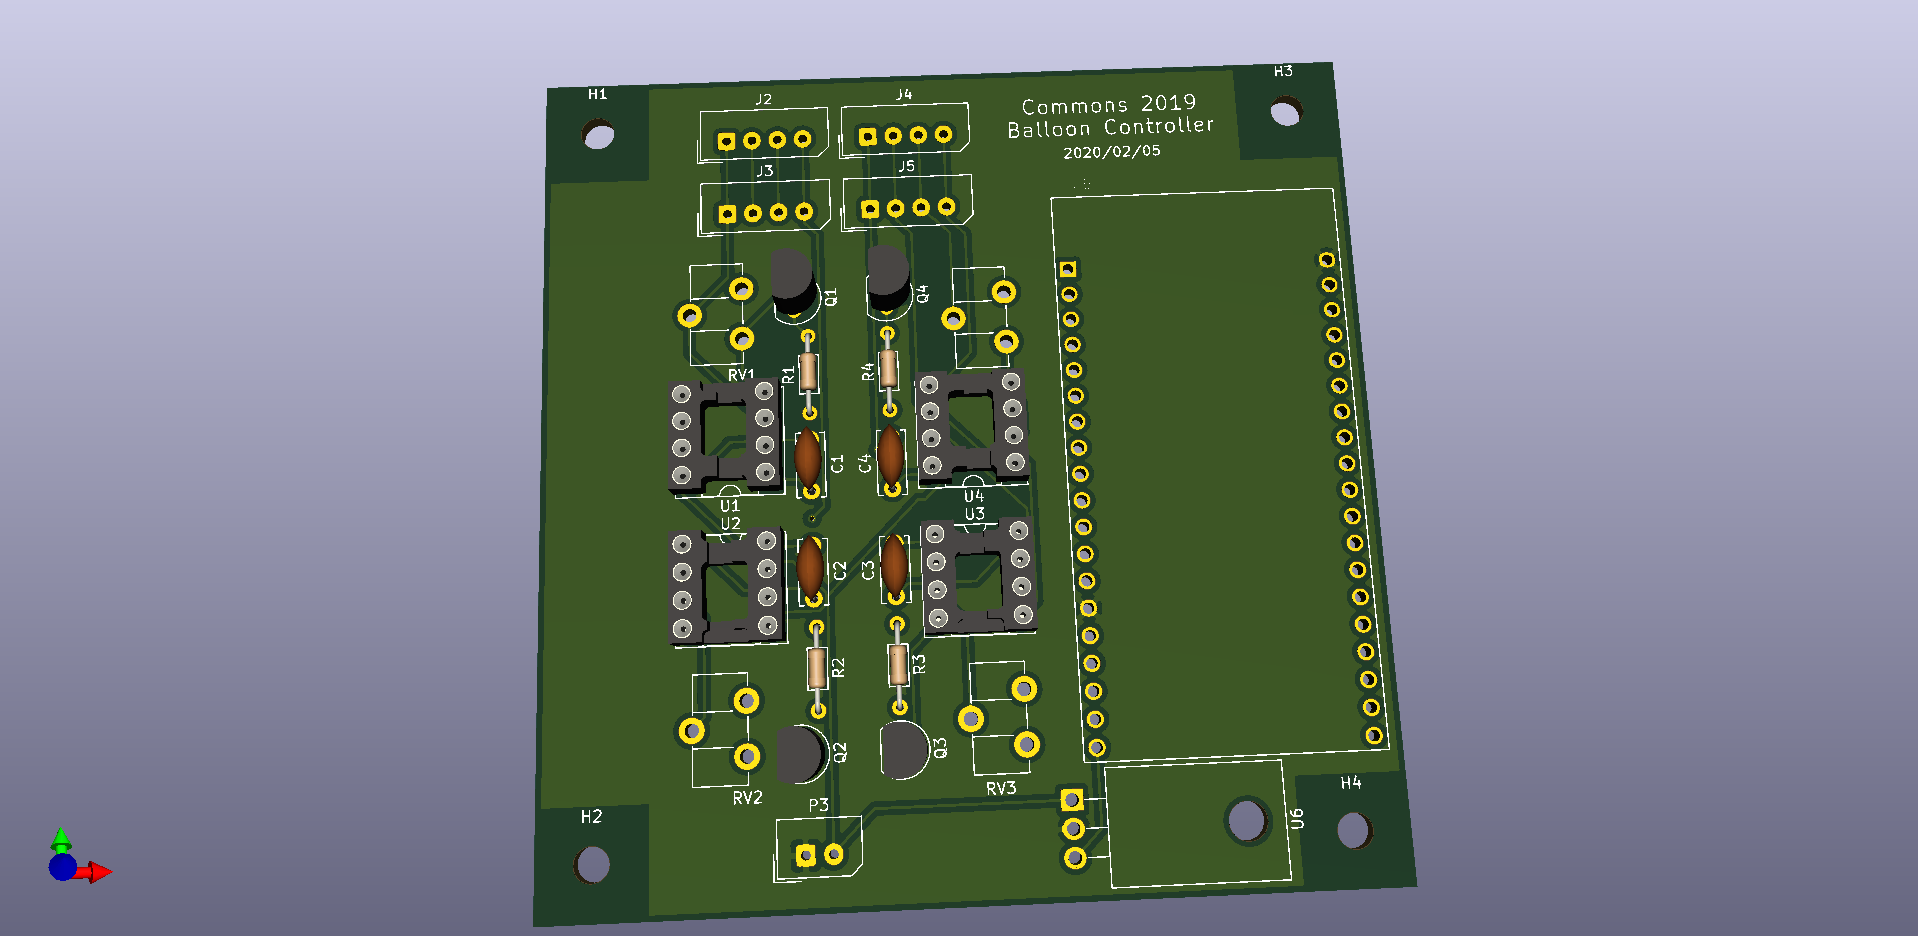 H1
H3
J2
J4
Commons 2019
Balloon Controller
2020/02/05
J3
J5
Q1
Q4
RV1
R1
R4
C1
C4
U1
U4
U2
U3
C2
C3
R2
R3
Q2
Q3
RV2
RV3
P3
H2
H4
U6